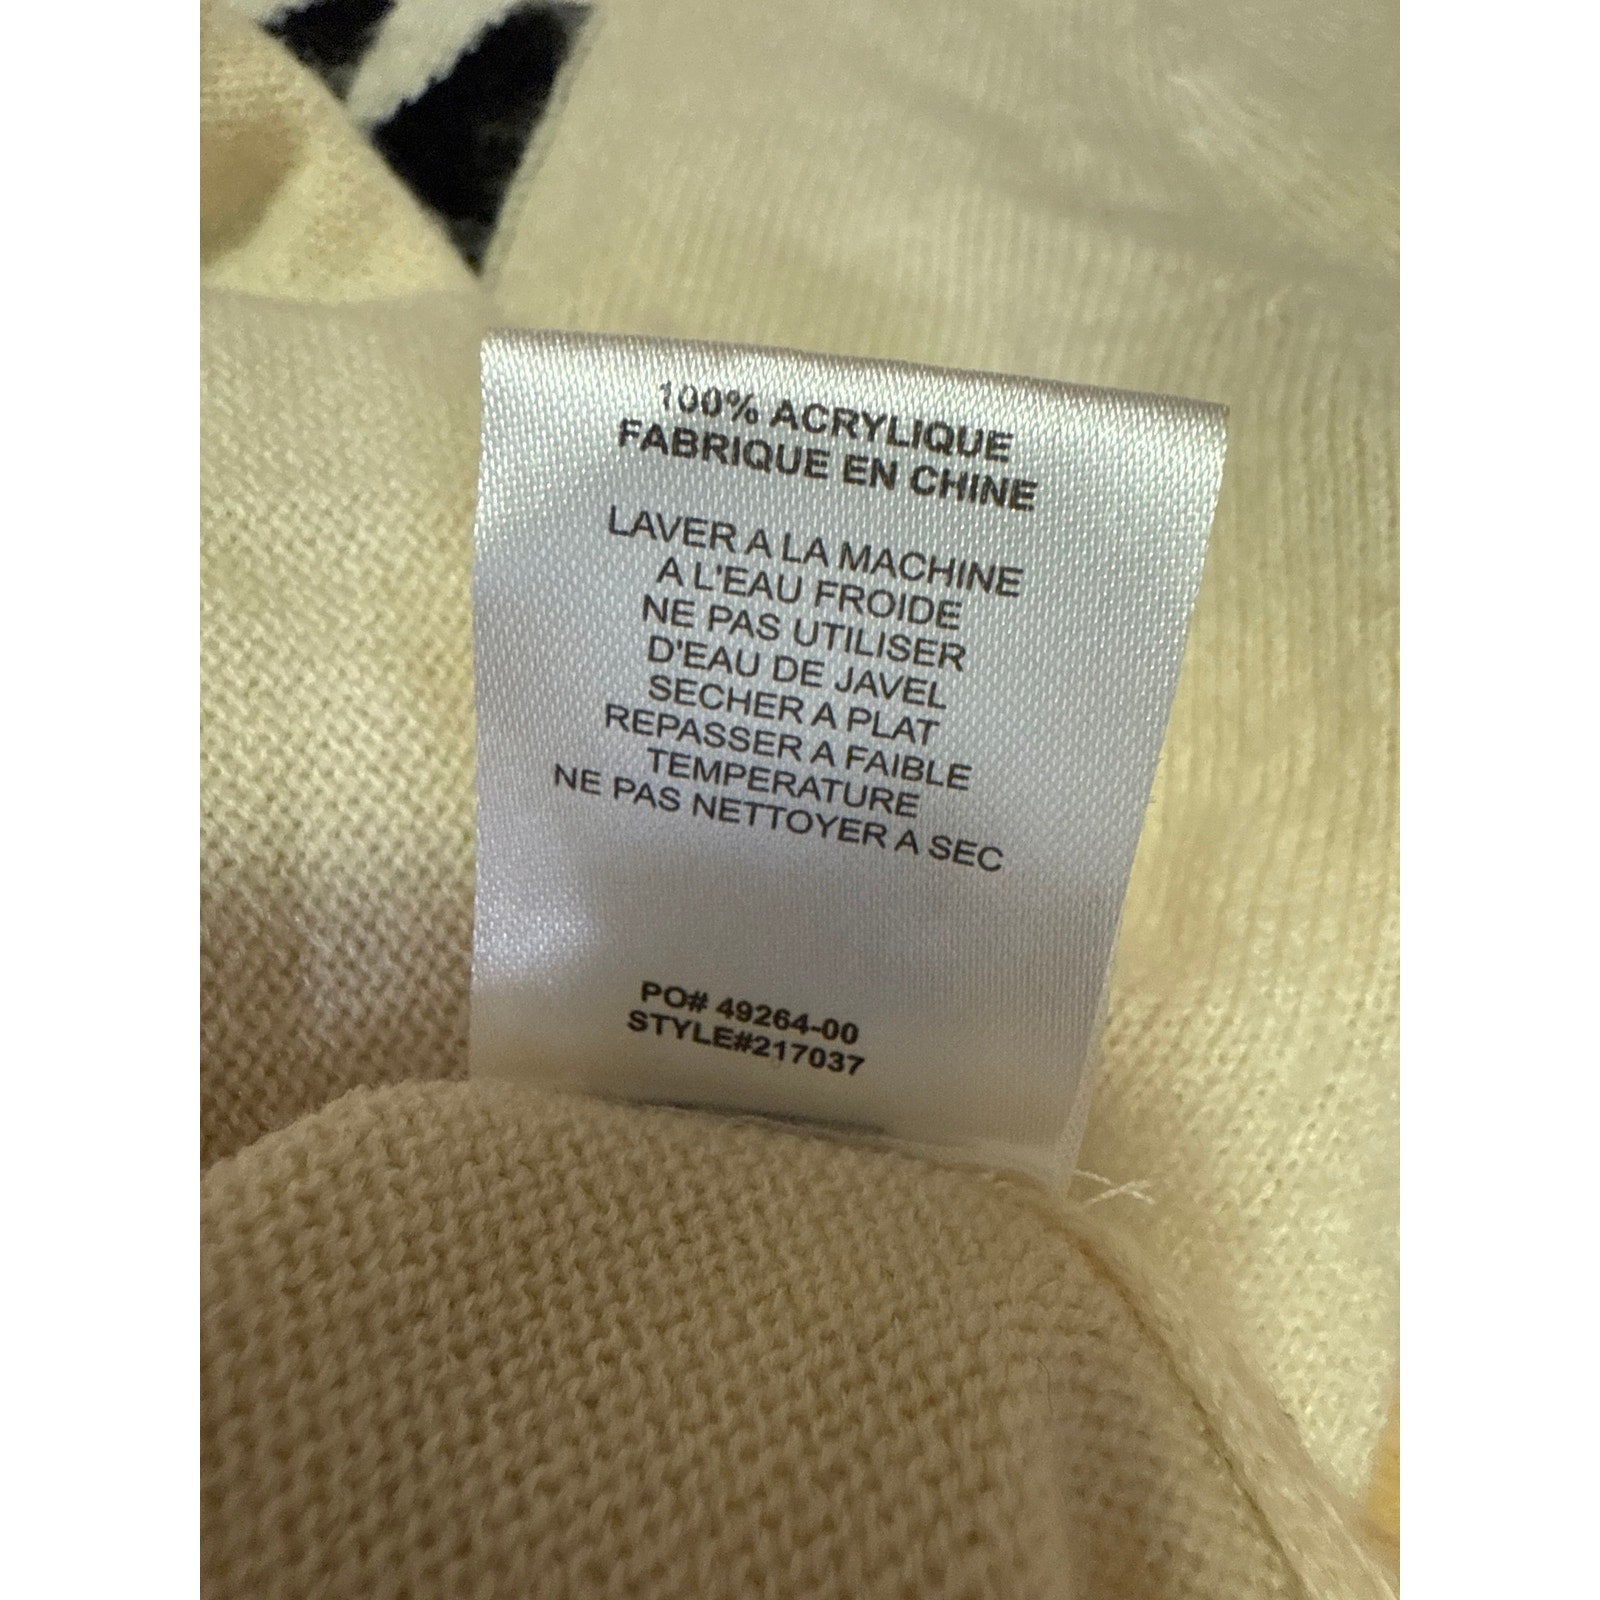 100% ACRYLIQUE
FABRIQUE EN CHINE
LAVER A LA MACHINE
A L'EAU FROIDE
NE PAS UTILISER
D'EAU DE JAVEL
SECHER A PLAT
REPASSER A FAIBLE
TEMPERATURE
NE PAS NETTOYER A SEC
PO# 49264-00
STYLE#217037